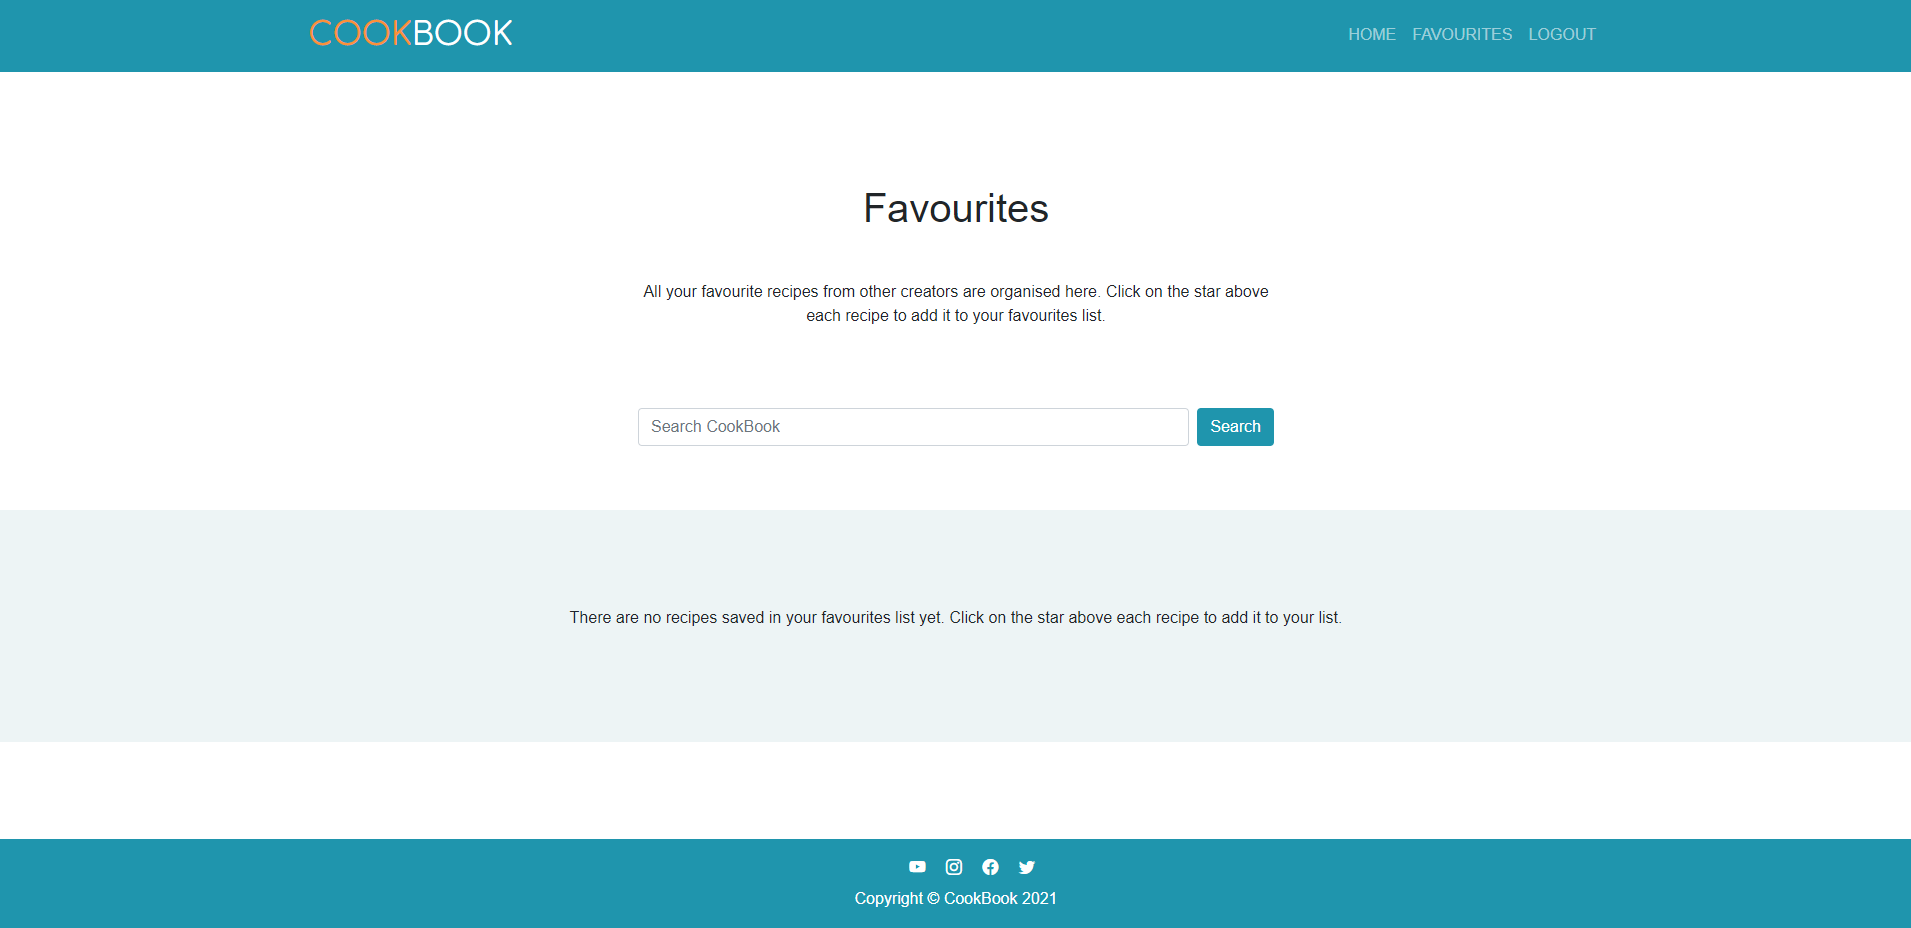 COOKBOOK
HOME FAVOURITES LOGOUT
Favourites
All your favourite recipes from other creators are organised here. Click on the star above
each recipe to add it to your favourites list.
Search CookBook Search
There are no recipes saved in your favourites list yet. Click on the star above each recipe to add it to your list.
Copyright © CookBook 2021